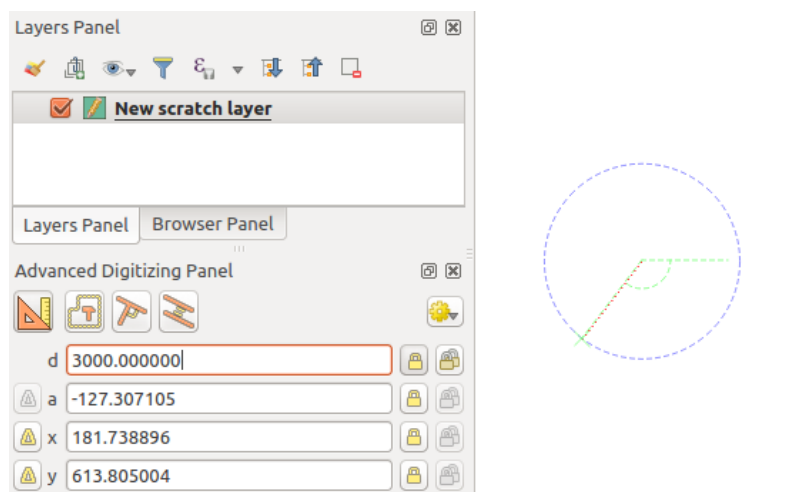 Layers Panel
New scratch layer
Layers Panel
Browser Panel
Advanced Digitizing Panel
d 3000.000000
a -127.307105
x 181.738896
y 613.805004